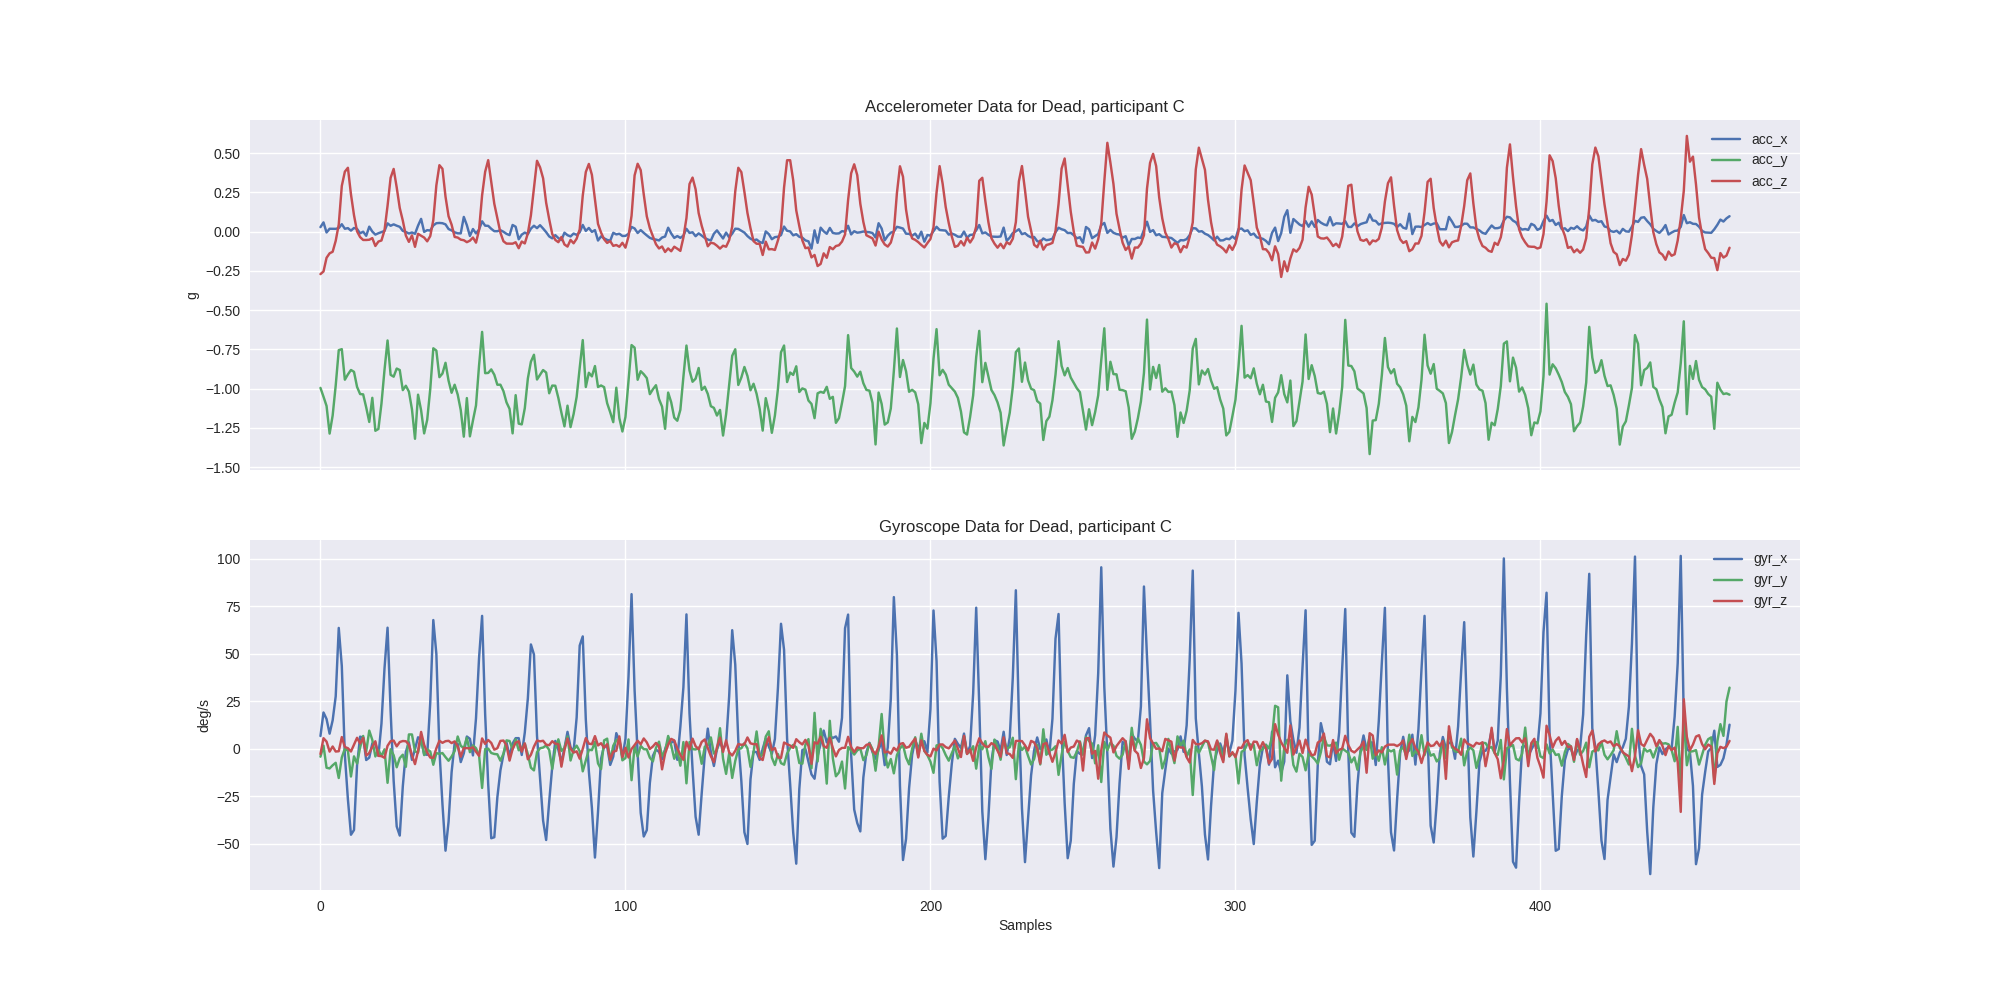 Accelerometer Data for Dead, participant C
acc_x
acc_y
acc_z
0.50
0.25
0.00
−0.25
−0.50
−0.75
−1.00
−1.25
−1.50
g
Gyroscope Data for Dead, participant C
gyr_x
gyr_y
gyr_z
100
75
50
25
0
−25
−50
deg/s
0 100 200 300 400
Samples